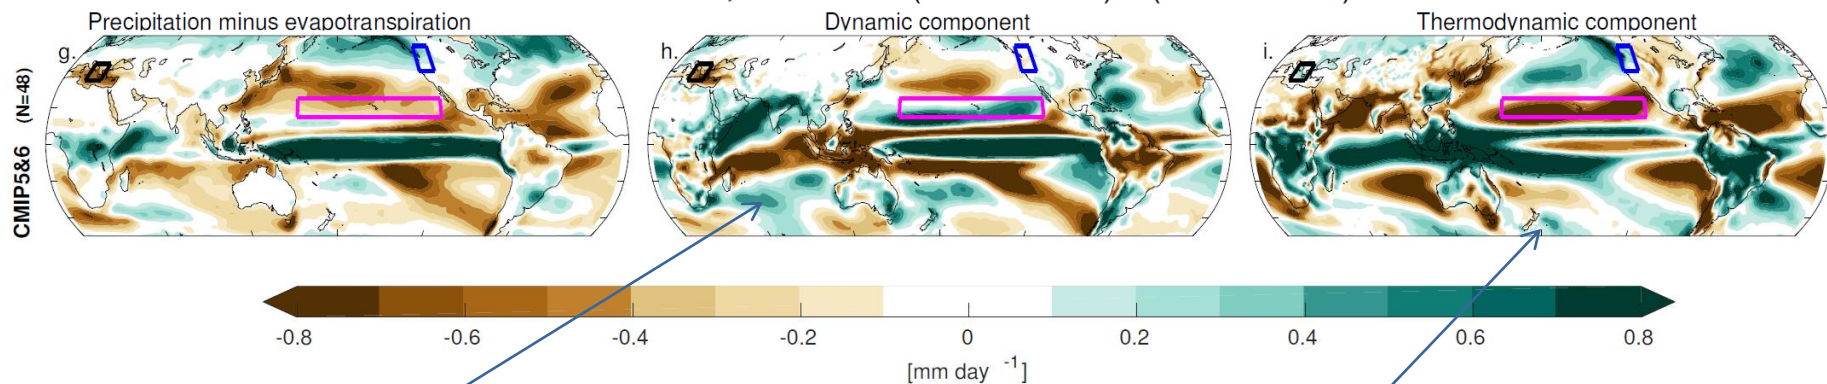 Precipitation minus evapotranspiration
Dynamic component
Thermodynamic component
g.
h.
i.
CMIP5&6 (N=48)
-0.8 -0.6 -0.4 -0.2 0 0.2 0.4 0.6 0.8
[mm day -1]